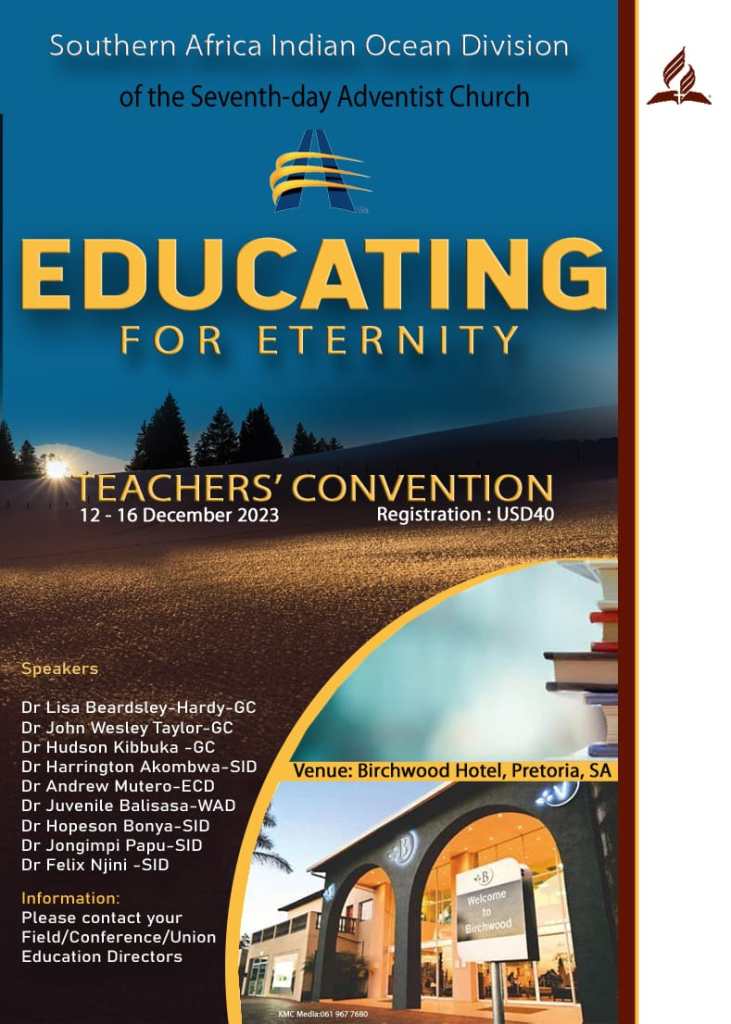 Southern Africa Indian Ocean Division
of the Seventh-day Adventist Church
EDUCATING
FOR ETERNITY
TEACHERS' CONVENTION
12 - 16 December 2023
Registration : USD40
Speakers
Dr Lisa Beardsley-Hardy-GC
Dr John Wesley Taylor-GC
Dr Hudson Kibbuka -GC
Dr Harrington Akombwa-SID
Dr Andrew Mutero-ECD
Dr Juvenile Balisasa-WAD
Dr Hopeson Bonya-SID
Dr Jongimpi Papu-SID
Dr Felix Njini -SID
Information:
Please contact your
Field/Conference/Union
Education Directors
Venue: Birchwood Hotel, Pretoria, SA
B
B
Welcome
to
Birchwood
KMC Media:061 967 7680